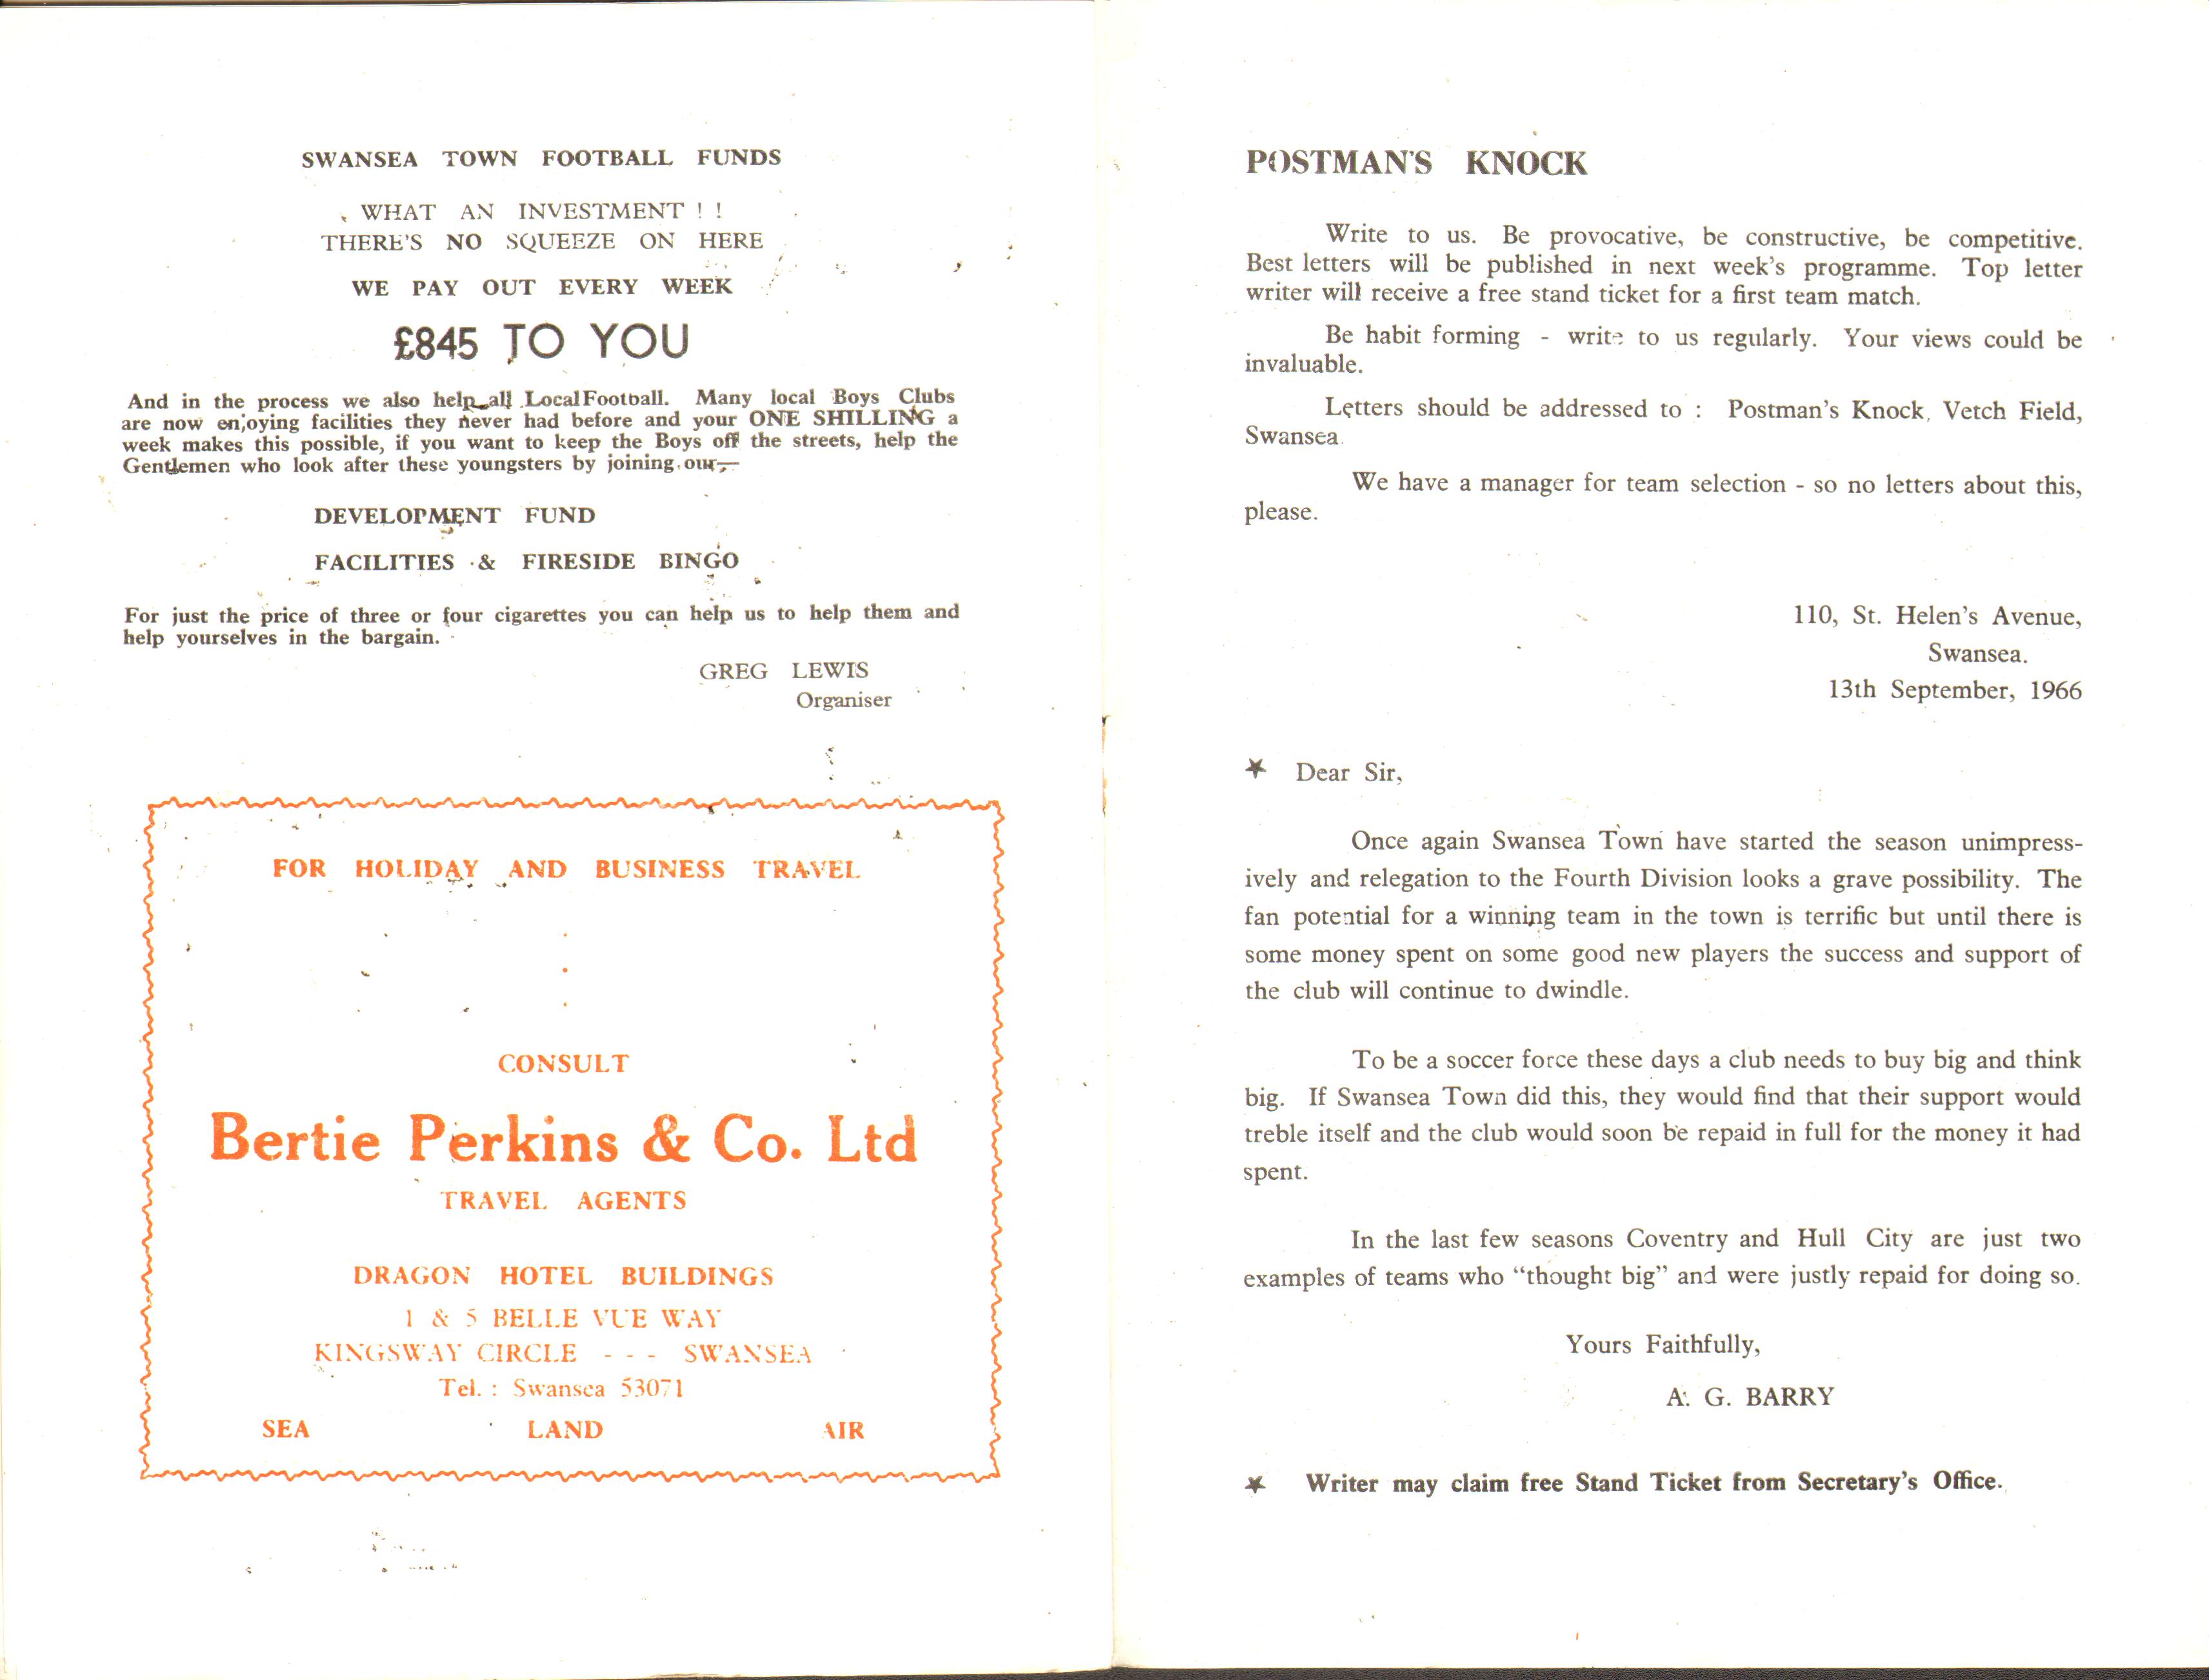 SWANSEA TOWN FOOTBALL FUNDS
WHAT AN INVESTMENT ! !
THERE'S NO SQUEEZE ON HERE
WE PAY OUT EVERY WEEK
£845 TO YOU
And in the process we also help all Local Football. Many local Boys Clubs
are now enjoying facilities they never had before and your ONE SHILLING a
week makes this possible, if you want to keep the Boys off the streets, help the
Gentlemen who look after these youngsters by joining our,—
DEVELOPMENT FUND
FACILITIES & FIRESIDE BINGO
For just the price of three or four cigarettes you can help us to help them and
help yourselves in the bargain.
GREG LEWIS
Organiser
FOR HOLIDAY AND BUSINESS TRAVEL
.
.
.
CONSULT
Bertie Perkins & Co. Ltd
TRAVEL AGENTS
DRAGON HOTEL BUILDINGS
1 & 5 BELLE VUE WAY
KINGSWAY CIRCLE - - - SWANSEA
Tel. : Swansea 53071
SEA LAND AIR
POSTMAN'S KNOCK
Write to us. Be provocative, be constructive, be competitive.
Best letters will be published in next week's programme. Top letter
writer will receive a free stand ticket for a first team match.
Be habit forming - write to us regularly. Your views could be
invaluable.
Letters should be addressed to : Postman's Knock, Vetch Field,
Swansea.
We have a manager for team selection - so no letters about this,
please.
110, St. Helen's Avenue,
Swansea.
13th September, 1966
★ Dear Sir,
Once again Swansea Town have started the season unimpress-
ively and relegation to the Fourth Division looks a grave possibility. The
fan potential for a winning team in the town is terrific but until there is
some money spent on some good new players the success and support of
the club will continue to dwindle.
To be a soccer force these days a club needs to buy big and think
big. If Swansea Town did this, they would find that their support would
treble itself and the club would soon be repaid in full for the money it had
spent.
In the last few seasons Coventry and Hull City are just two
examples of teams who "thought big" and were justly repaid for doing so.
Yours Faithfully,
A. G. BARRY
★ Writer may claim free Stand Ticket from Secretary's Office.